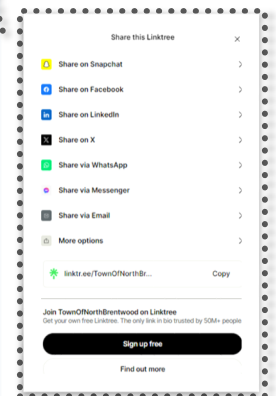 Share this Linktree
Share on Snapchat
Share on Facebook
Share on LinkedIn
Share on X
Share via WhatsApp
Share via Messenger
Share via Email
More options
linktr.ee/TownOfNorthBr... Copy
Join TownOfNorthBrentwood on Linktree
Get your own free Linktree. The only link in bio trusted by 50M+ people
Sign up free
Find out more